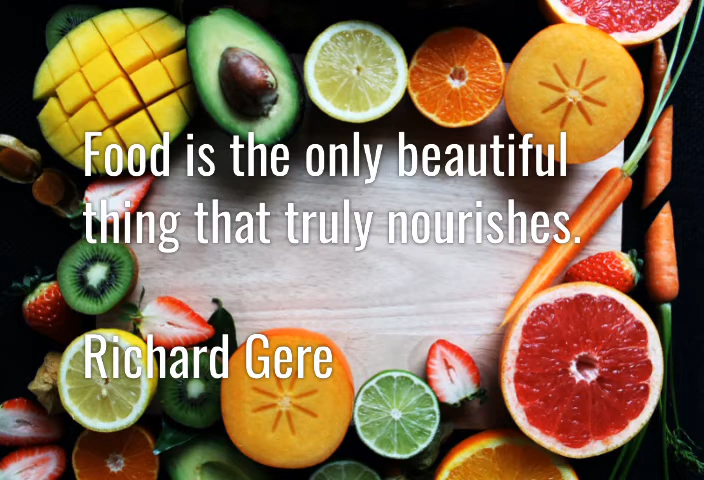 Food is the only beautiful
thing that truly nourishes.
Richard Gere